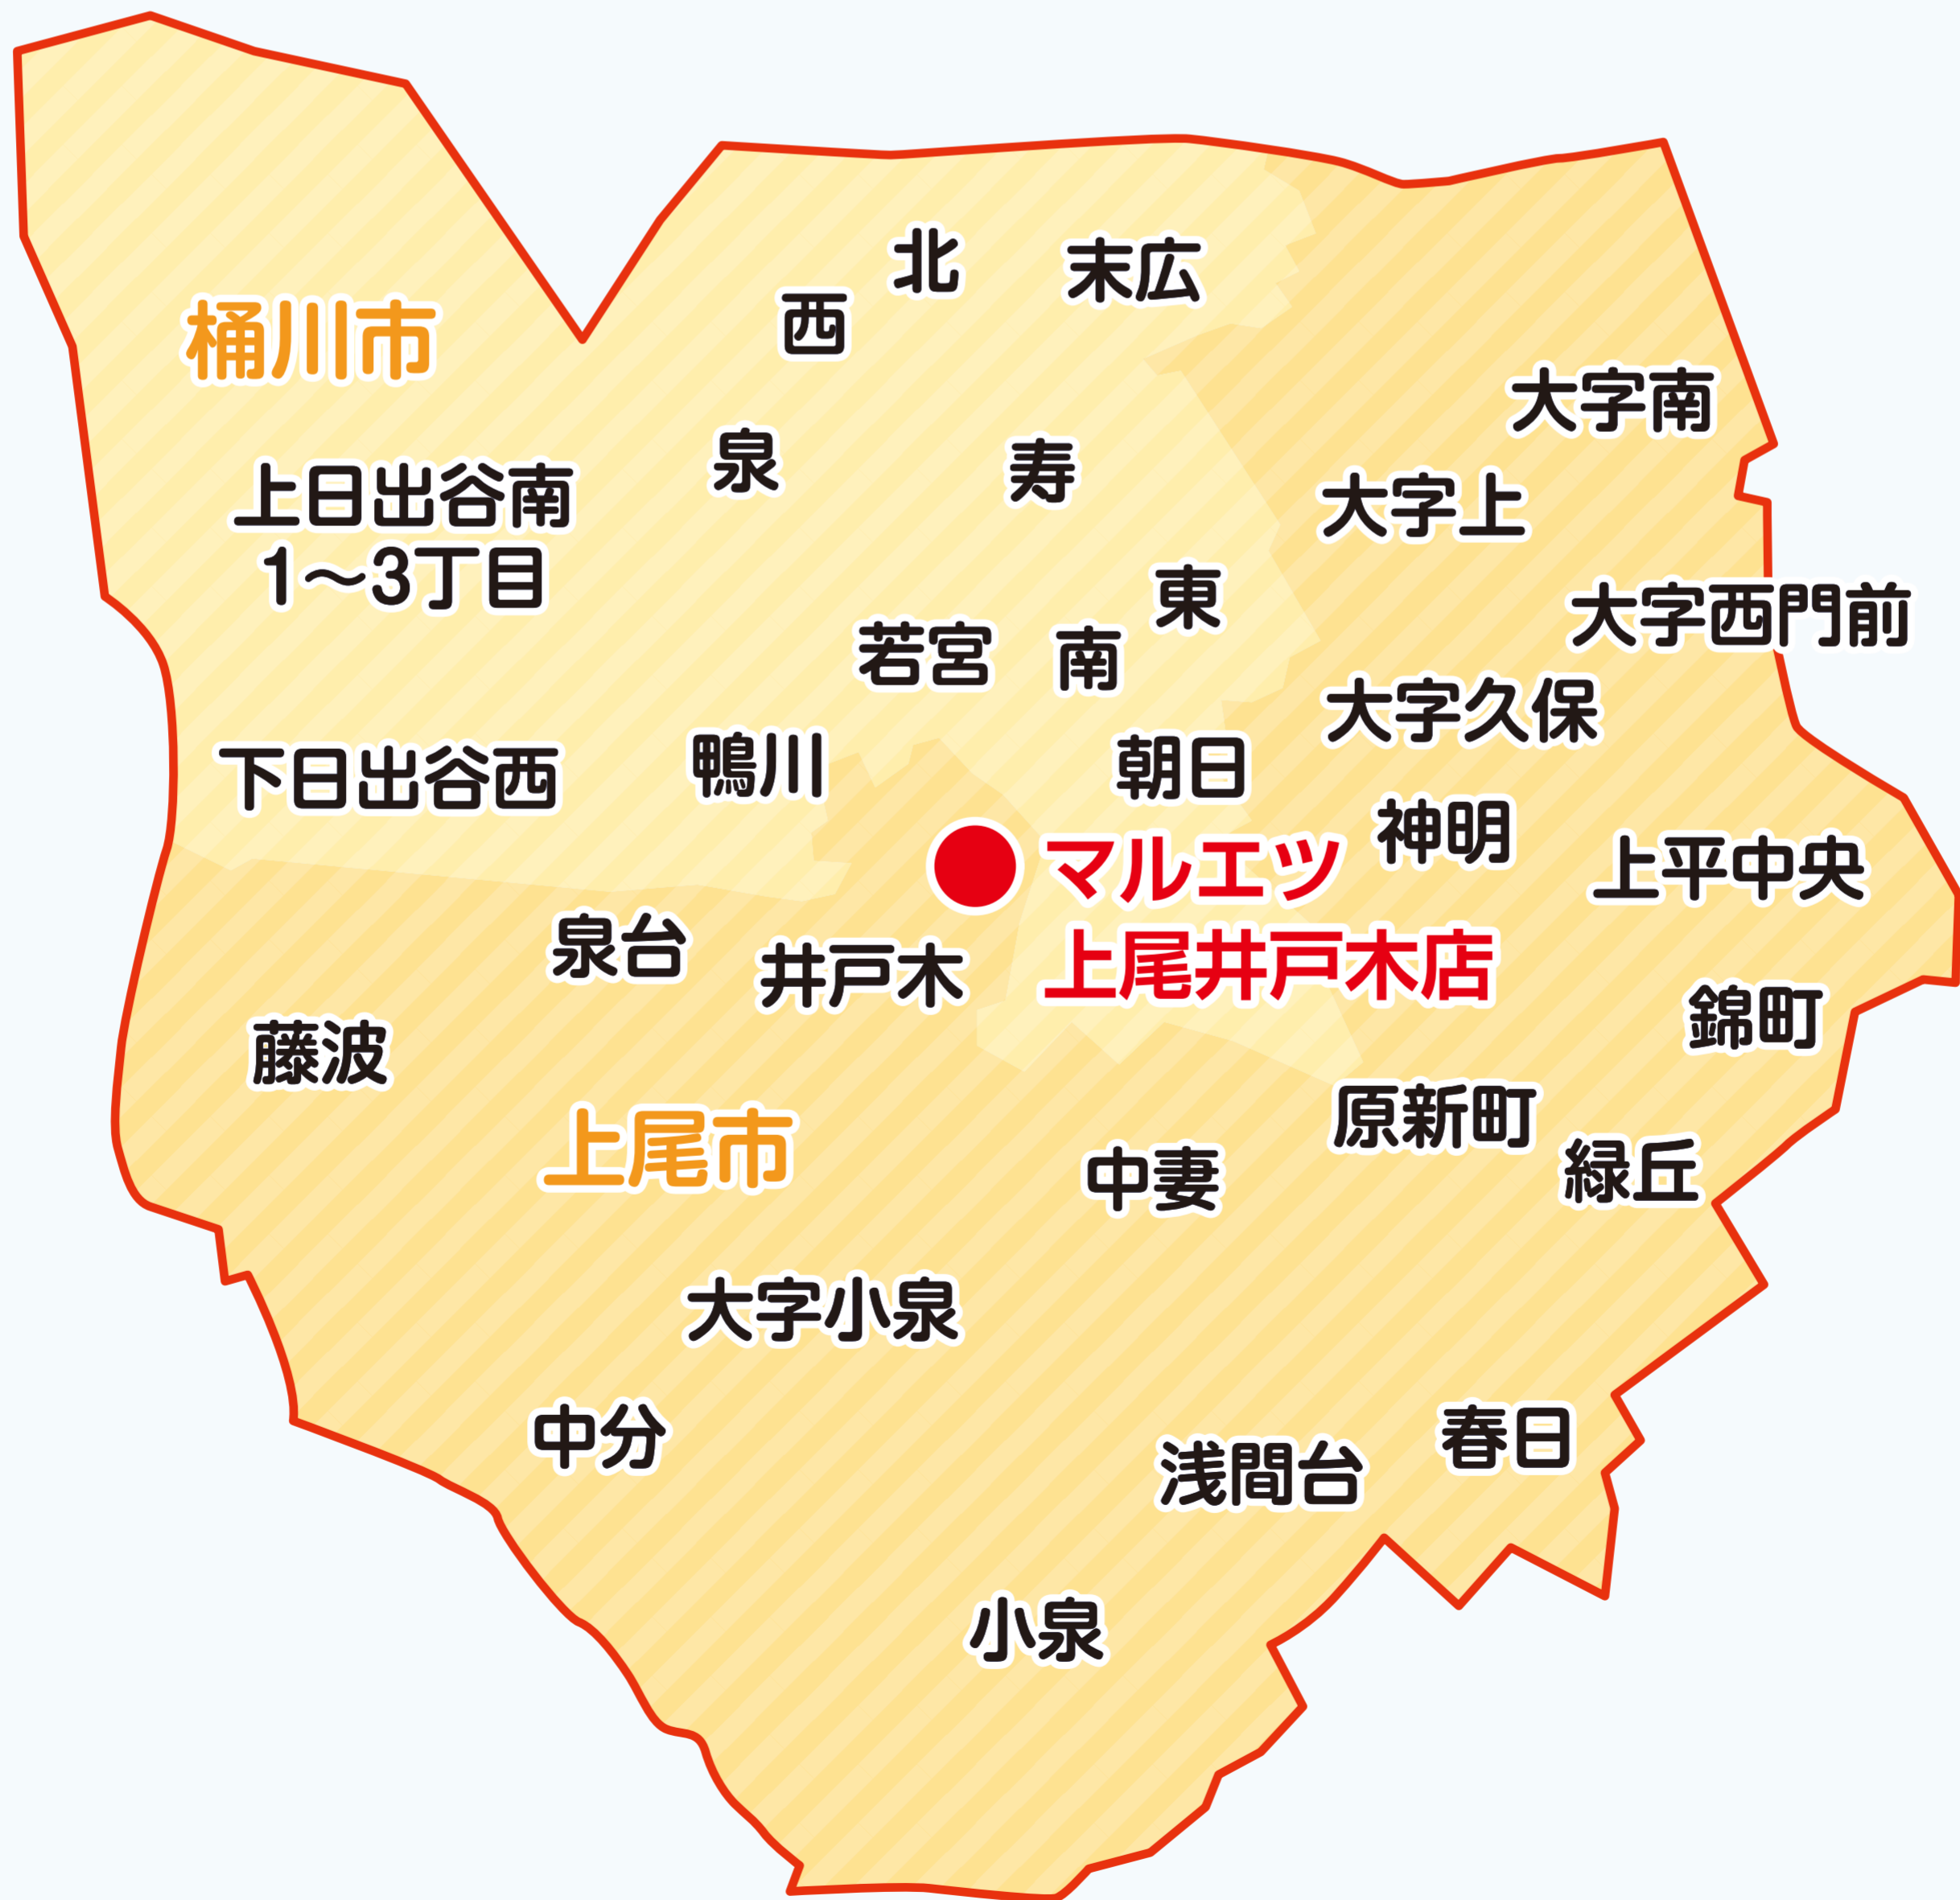 北
末広
西
桶川市
大字南
泉
寿
上日出谷南
1〜3丁目
大字上
東
大字西門前
若宮
南
大字久保
下日出谷西
鴨川
朝日
神明
マルエツ
上尾井戸木店
上平中央
泉台
井戸木
錦町
藤波
上尾市
原新町
中妻
緑丘
大字小泉
中分
春日
浅間台
小泉